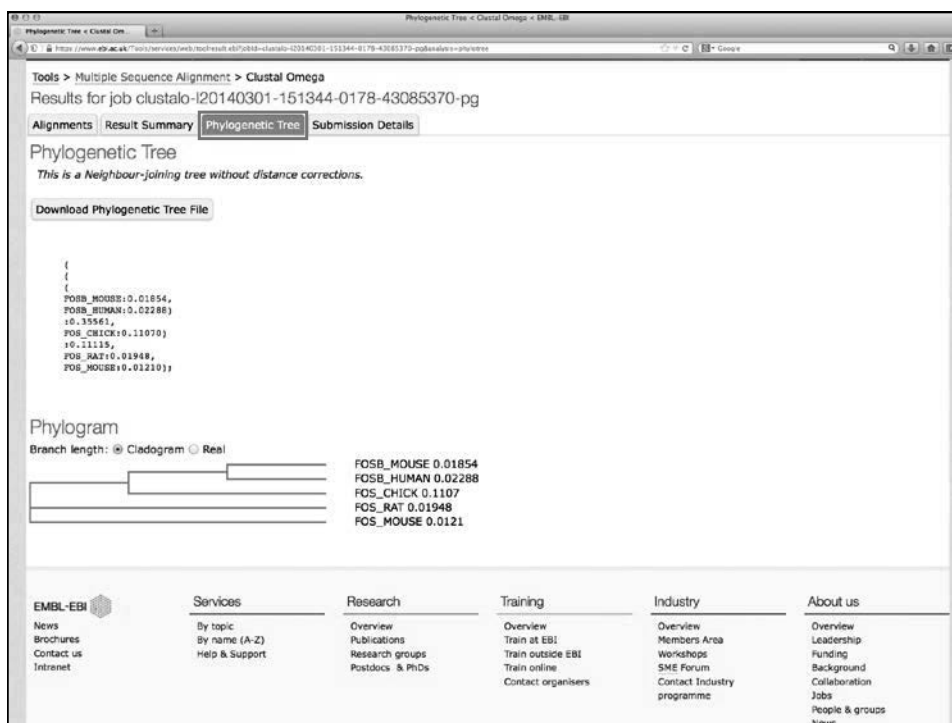 Phylogenetic Tree < Clustal Omega < EMBL-EBI
Phylogenetic Tree < Clustal Om...
Google
Tools > Multiple Sequence Alignment > Clustal Omega
Results for job clustalo-I20140301-151344-0178-43085370-pg
Alignments Result Summary Phylogenetic Tree Submission Details
Phylogenetic Tree
This is a Neighbour-joining tree without distance corrections.
Download Phylogenetic Tree File
(
(
(
FOSB_MOUSE:0.01854,
FOSB_HUMAN:0.02288)
:0.35561,
FOS_CHICK:0.11070)
:0.11115,
FOS_RAT:0.01948,
FOS_MOUSE:0.01210);
Phylogram
Branch length: Cladogram Real
FOSB_MOUSE 0.01854
FOSB_HUMAN 0.02288
FOS_CHICK 0.1107
FOS_RAT 0.01948
FOS_MOUSE 0.0121
EMBL-EBI
News
Brochures
Contact us
Intranet
Services
By topic
By name (A-Z)
Help & Support
Research
Overview
Publications
Research groups
Postdocs & PhDs
Training
Overview
Train at EBI
Train outside EBI
Train online
Contact organisers
Industry
Overview
Members Area
Workshops
SME Forum
Contact Industry
programme
About us
Overview
Leadership
Funding
Background
Collaboration
Jobs
People & groups
News